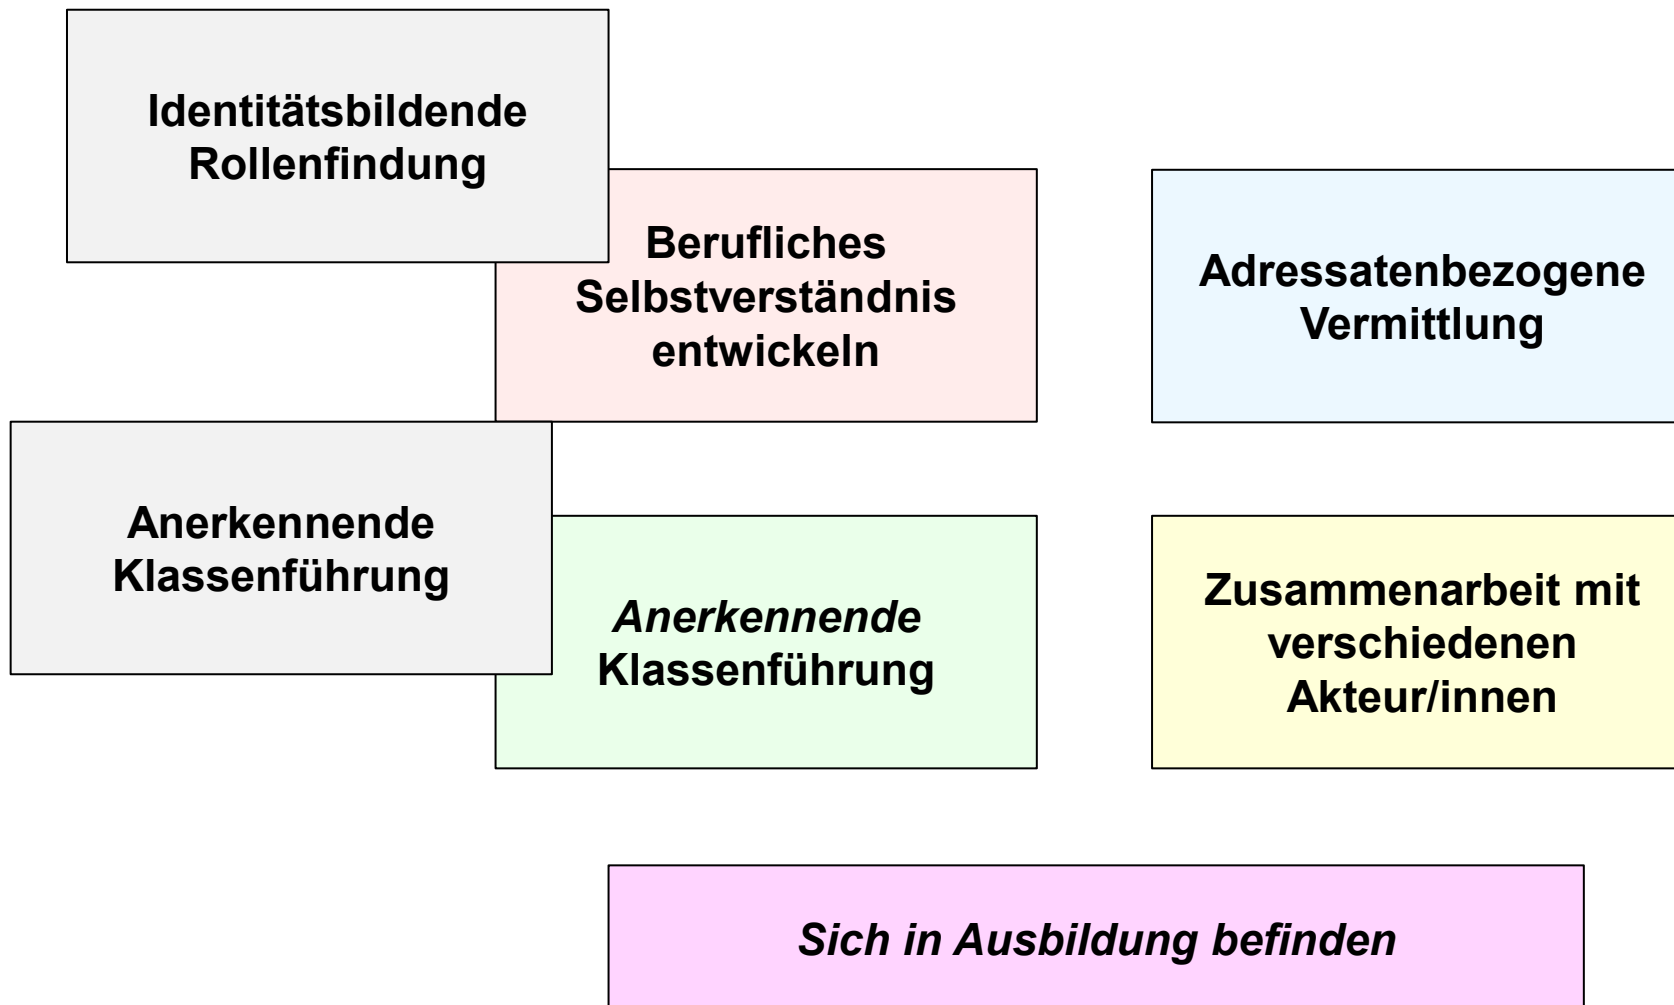 Identitätsbildende
Rollenfindung
Berufliches
Selbstverständnis
entwickeln
Adressatenbezogene
Vermittlung
Anerkennende
Klassenführung
Anerkennende
Klassenführung
Zusammenarbeit mit
verschiedenen
Akteur/innen
Sich in Ausbildung befinden